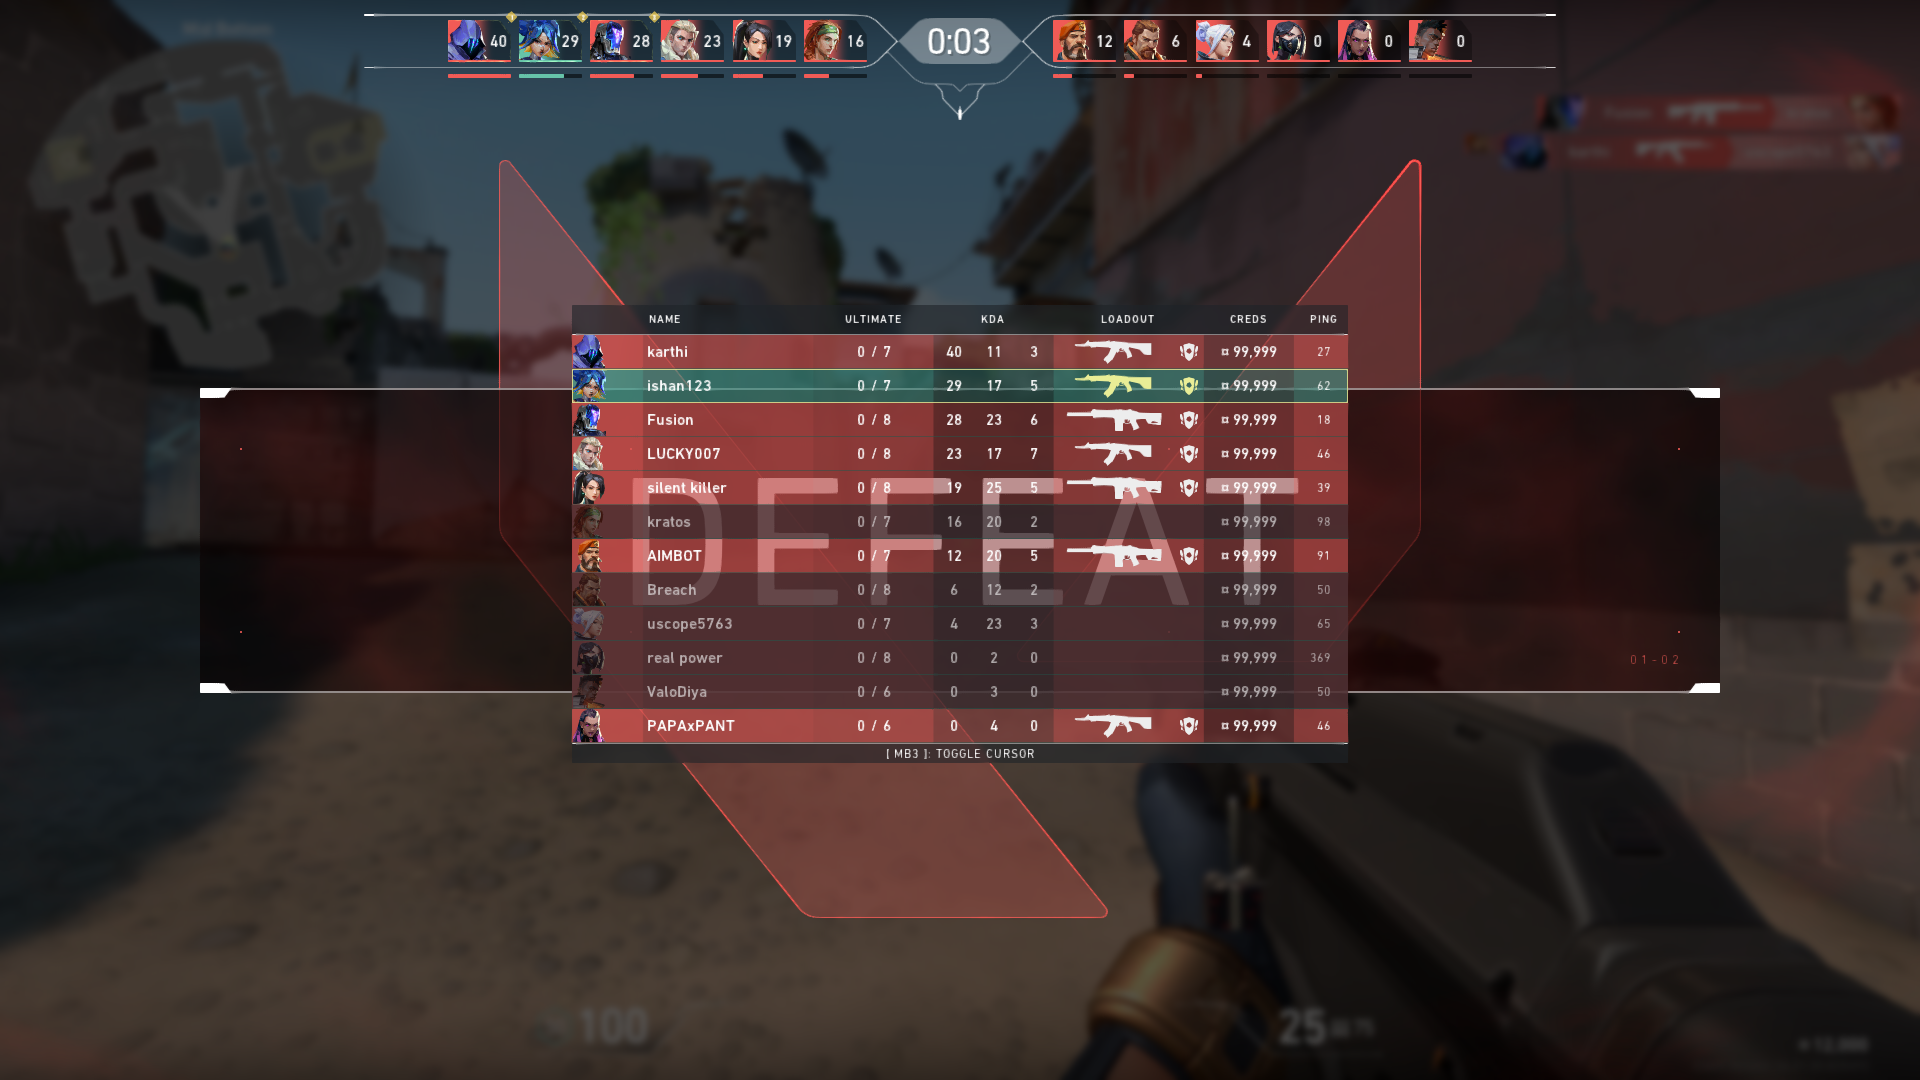 40 29 28 23 19 16 0:03 12 6 4 0 0 0
NAME ULTIMATE KDA LOADOUT CREDS PING
karthi 0 / 7 40 11 3 ¤ 99,999 27
ishan123 0 / 7 29 17 5 ¤ 99,999 62
Fusion 0 / 8 28 23 6 ¤ 99,999 18
LUCKY007 0 / 8 23 17 7 ¤ 99,999 46
silent killer 0 / 8 19 25 5 ¤ 99,999 39
kratos 0 / 7 16 20 2 ¤ 99,999 98
DEFEAT
AIMBOT 0 / 7 12 20 5 ¤ 99,999 91
Breach 0 / 8 6 12 2 ¤ 99,999 50
uscope5763 0 / 7 4 23 3 ¤ 99,999 65
real power 0 / 8 0 2 0 ¤ 99,999 369
01-02
ValoDiya 0 / 6 0 3 0 ¤ 99,999 50
PAPAxPANT 0 / 6 0 4 0 ¤ 99,999 46
[ MB3 ]: TOGGLE CURSOR
100 25